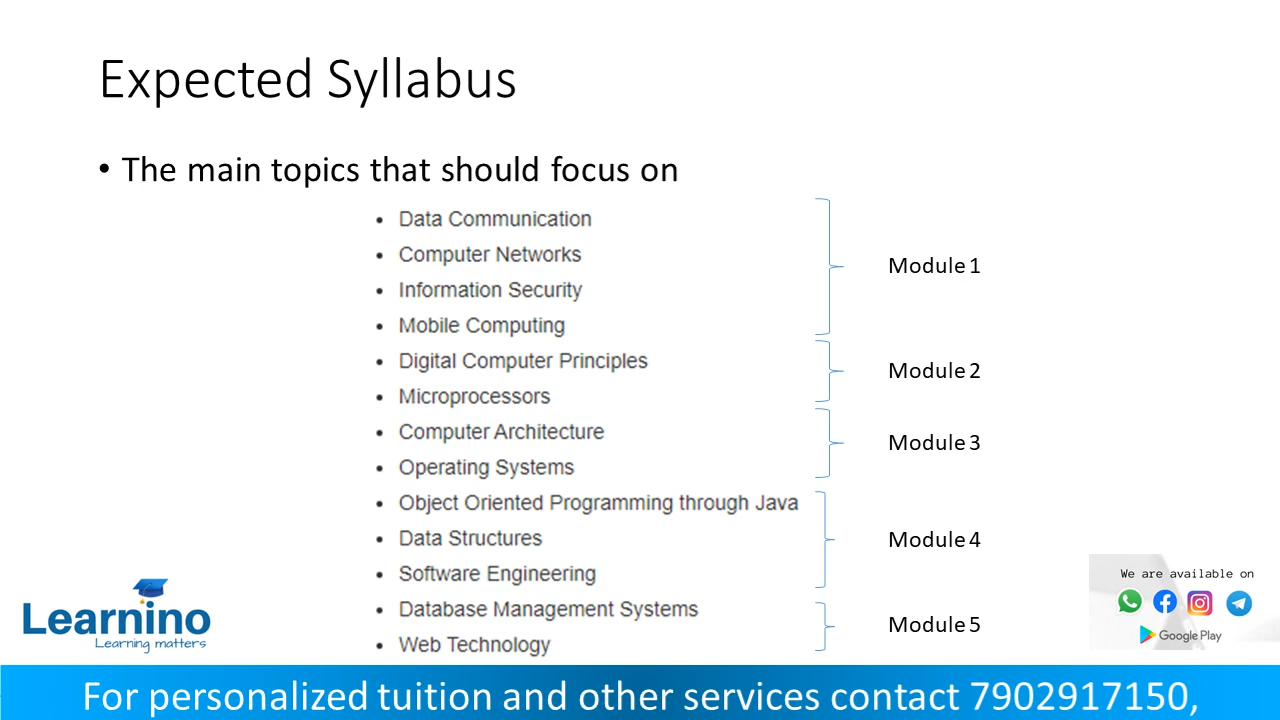 Expected Syllabus
• The main topics that should focus on
• Data Communication
• Computer Networks
• Information Security
• Mobile Computing
Module 1
• Digital Computer Principles
• Microprocessors
Module 2
• Computer Architecture
• Operating Systems
Module 3
• Object Oriented Programming through Java
• Data Structures
• Software Engineering
Module 4
• Database Management Systems
• Web Technology
Module 5
Learnino
Learning matters
We are available on
Google Play
For personalized tuition and other services contact 7902917150,